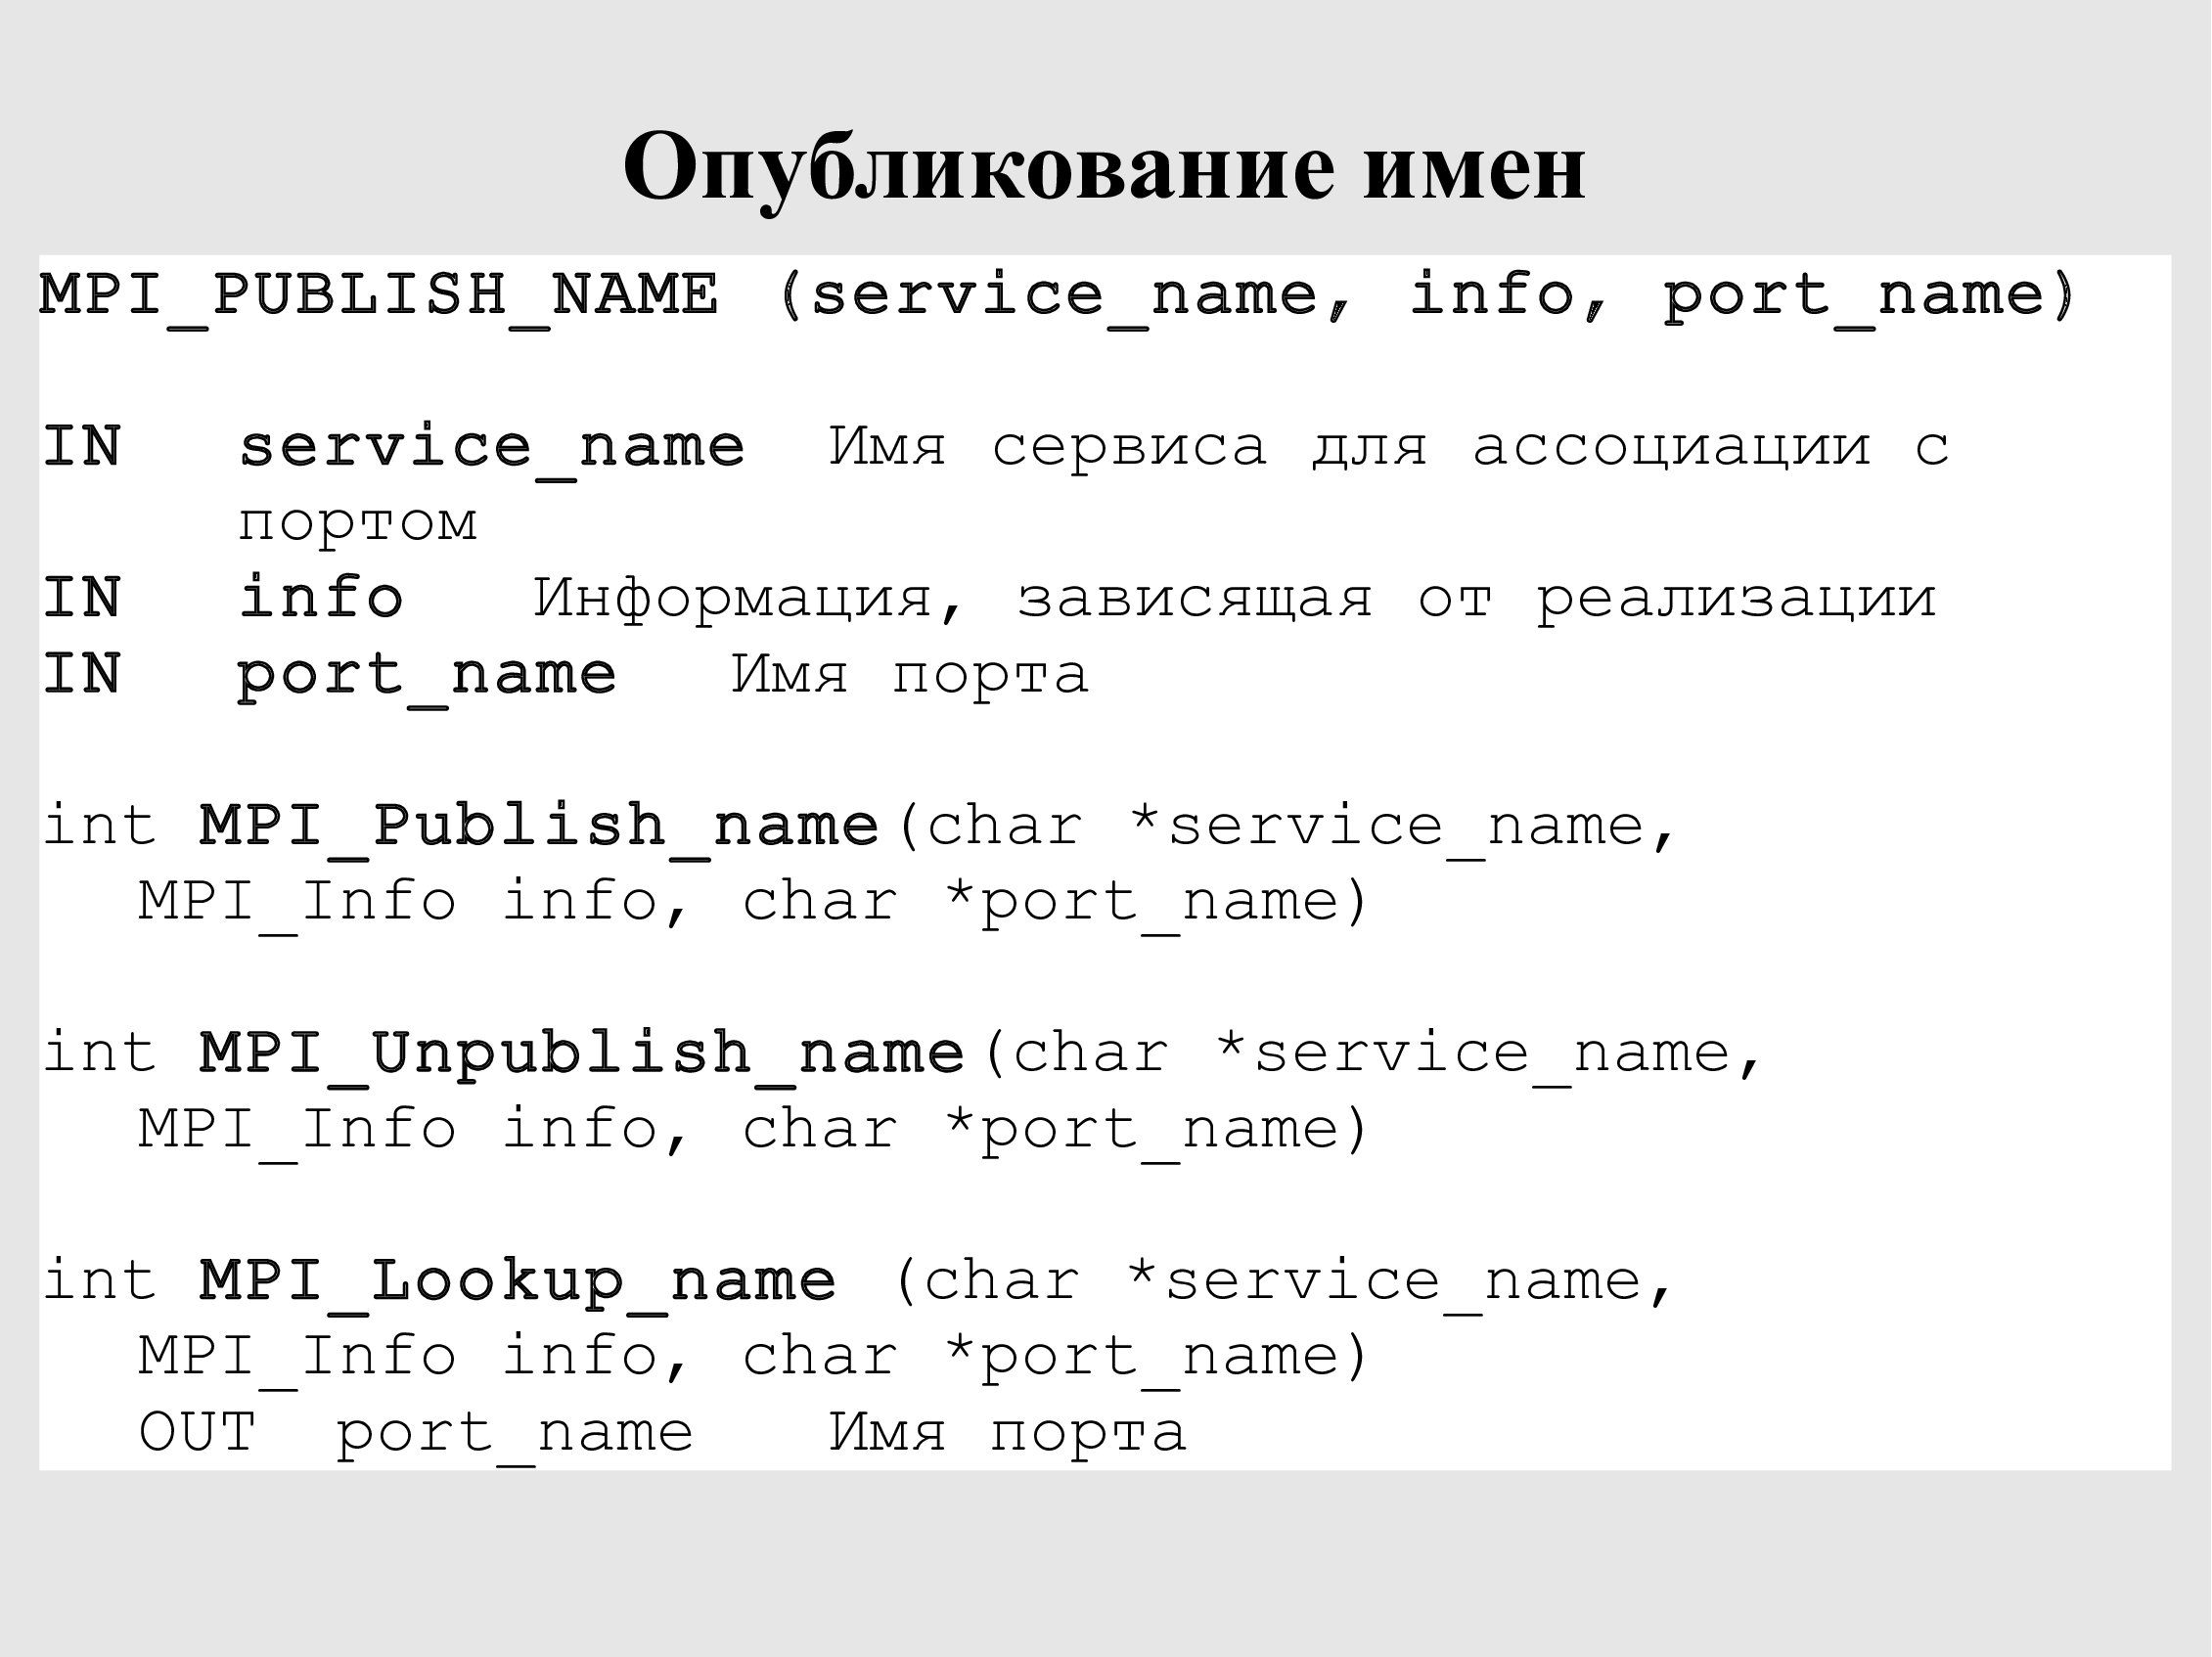 Опубликование имен
MPI_PUBLISH_NAME (service_name, info, port_name)
IN service_name Имя сервиса для ассоциации с
портом
IN info Информация, зависящая от реализации
IN port_name Имя порта
int MPI_Publish_name(char *service_name,
MPI_Info info, char *port_name)
int MPI_Unpublish_name(char *service_name,
MPI_Info info, char *port_name)
int MPI_Lookup_name (char *service_name,
MPI_Info info, char *port_name)
OUT port_name Имя порта